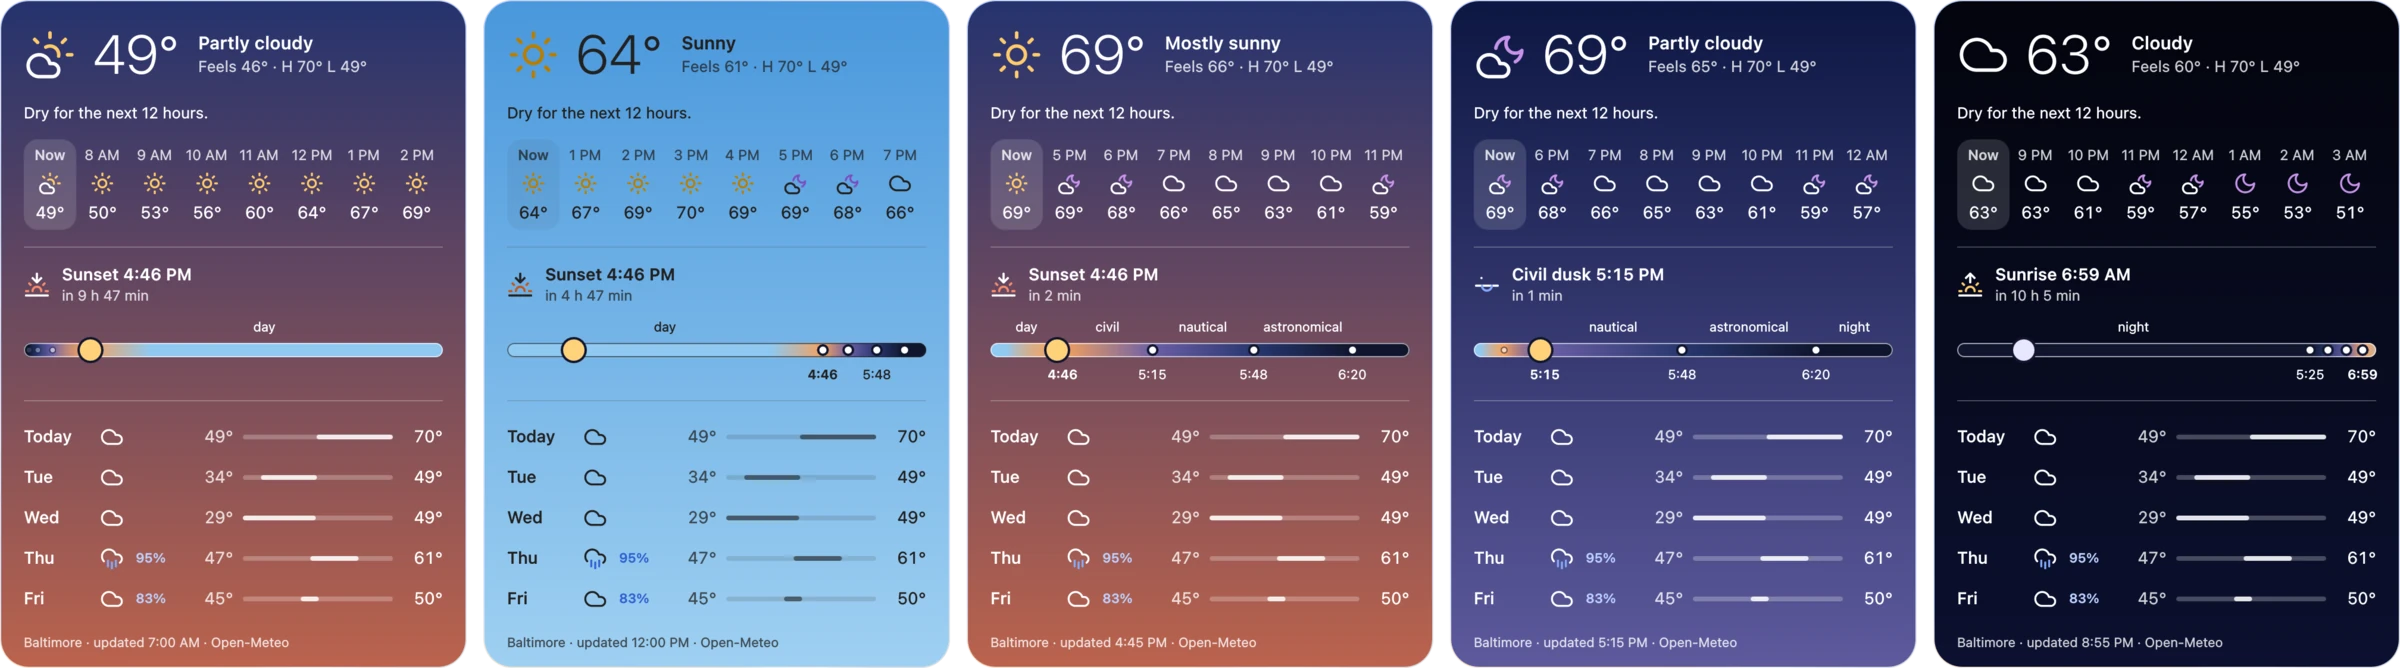 49°
Partly cloudy
Feels 46° · H 70° L 49°
Dry for the next 12 hours.
Now 8 AM 9 AM 10 AM 11 AM 12 PM 1 PM 2 PM
49° 50° 53° 56° 60° 64° 67° 69°
Sunset 4:46 PM
in 9 h 47 min
day
Today 49° 70°
Tue 34° 49°
Wed 29° 49°
Thu 95% 47° 61°
Fri 83% 45° 50°
Baltimore · updated 7:00 AM · Open-Meteo
64°
Sunny
Feels 61° · H 70° L 49°
Dry for the next 12 hours.
Now 1 PM 2 PM 3 PM 4 PM 5 PM 6 PM 7 PM
64° 67° 69° 70° 69° 69° 68° 66°
Sunset 4:46 PM
in 4 h 47 min
day
4:46 5:48
Today 49° 70°
Tue 34° 49°
Wed 29° 49°
Thu 95% 47° 61°
Fri 83% 45° 50°
Baltimore · updated 12:00 PM · Open-Meteo
69°
Mostly sunny
Feels 66° · H 70° L 49°
Dry for the next 12 hours.
Now 5 PM 6 PM 7 PM 8 PM 9 PM 10 PM 11 PM
69° 69° 68° 66° 65° 63° 61° 59°
Sunset 4:46 PM
in 2 min
day civil nautical astronomical
4:46 5:15 5:48 6:20
Today 49° 70°
Tue 34° 49°
Wed 29° 49°
Thu 95% 47° 61°
Fri 83% 45° 50°
Baltimore · updated 4:45 PM · Open-Meteo
69°
Partly cloudy
Feels 65° · H 70° L 49°
Dry for the next 12 hours.
Now 6 PM 7 PM 8 PM 9 PM 10 PM 11 PM 12 AM
69° 68° 66° 65° 63° 61° 59° 57°
Civil dusk 5:15 PM
in 1 min
nautical astronomical night
5:15 5:48 6:20
Today 49° 70°
Tue 34° 49°
Wed 29° 49°
Thu 95% 47° 61°
Fri 83% 45° 50°
Baltimore · updated 5:15 PM · Open-Meteo
63°
Cloudy
Feels 60° · H 70° L 49°
Dry for the next 12 hours.
Now 9 PM 10 PM 11 PM 12 AM 1 AM 2 AM 3 AM
63° 63° 61° 59° 57° 55° 53° 51°
Sunrise 6:59 AM
in 10 h 5 min
night
5:25 6:59
Today 49° 70°
Tue 34° 49°
Wed 29° 49°
Thu 95% 47° 61°
Fri 83% 45° 50°
Baltimore · updated 8:55 PM · Open-Meteo